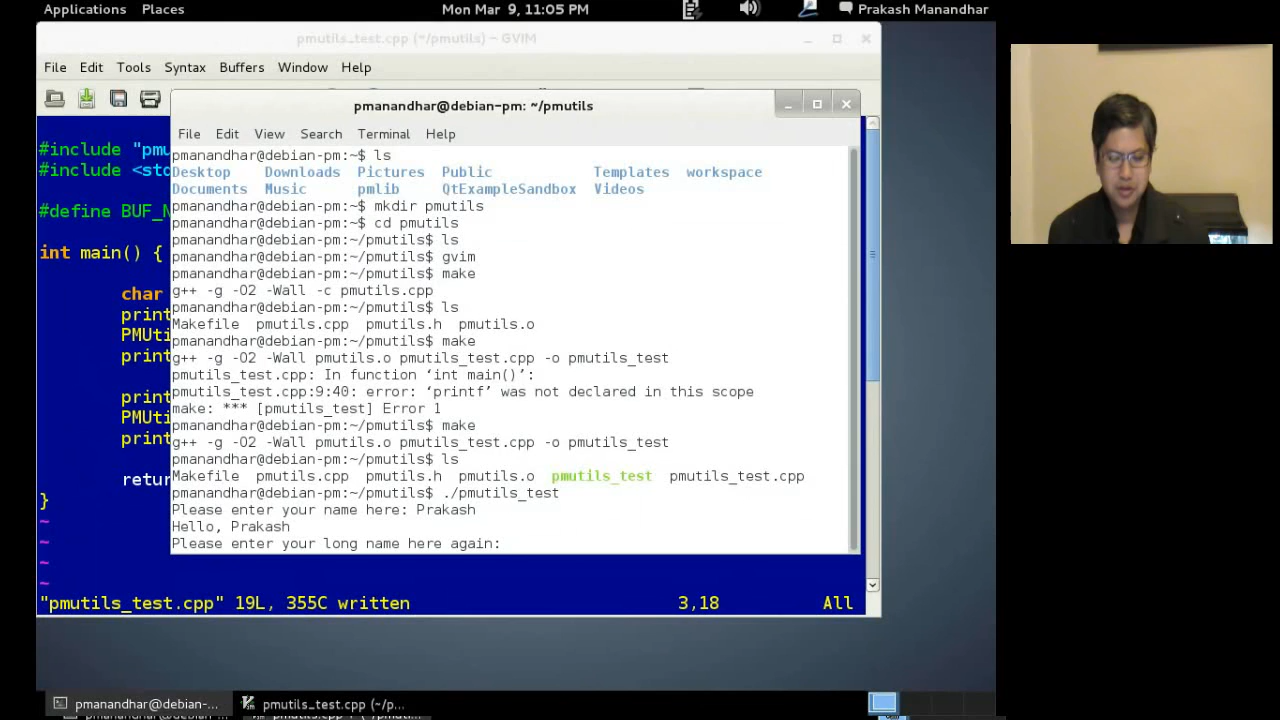 Applications Places Mon Mar 9, 11:05 PM Prakash Manandhar
pmutils_test.cpp (~/pmutils) – GVIM
File Edit Tools Syntax Buffers Window Help
pmanandhar@debian-pm: ~/pmutils
File Edit View Search Terminal Help
pmanandhar@debian-pm:~$ ls
Desktop Downloads Pictures Public Templates workspace
Documents Music pmlib QtExampleSandbox Videos
pmanandhar@debian-pm:~$ mkdir pmutils
pmanandhar@debian-pm:~$ cd pmutils
pmanandhar@debian-pm:~/pmutils$ ls
pmanandhar@debian-pm:~/pmutils$ gvim
pmanandhar@debian-pm:~/pmutils$ make
g++ -g -O2 -Wall -c pmutils.cpp
pmanandhar@debian-pm:~/pmutils$ ls
Makefile pmutils.cpp pmutils.h pmutils.o
pmanandhar@debian-pm:~/pmutils$ make
g++ -g -O2 -Wall pmutils.o pmutils_test.cpp -o pmutils_test
pmutils_test.cpp: In function ‘int main()’:
pmutils_test.cpp:9:40: error: ‘printf’ was not declared in this scope
make: *** [pmutils_test] Error 1
pmanandhar@debian-pm:~/pmutils$ make
g++ -g -O2 -Wall pmutils.o pmutils_test.cpp -o pmutils_test
pmanandhar@debian-pm:~/pmutils$ ls
Makefile pmutils.cpp pmutils.h pmutils.o pmutils_test pmutils_test.cpp
pmanandhar@debian-pm:~/pmutils$ ./pmutils_test
Please enter your name here: Prakash
Hello, Prakash
Please enter your long name here again:
#include "pmu
#include <std
#define BUF_N
int main() {
char
print
PMUti
print
print
PMUti
print
retur
}
~
~
~
~
"pmutils_test.cpp" 19L, 355C written 3,18 All
pmanandhar@debian-... pmutils_test.cpp (~/p...